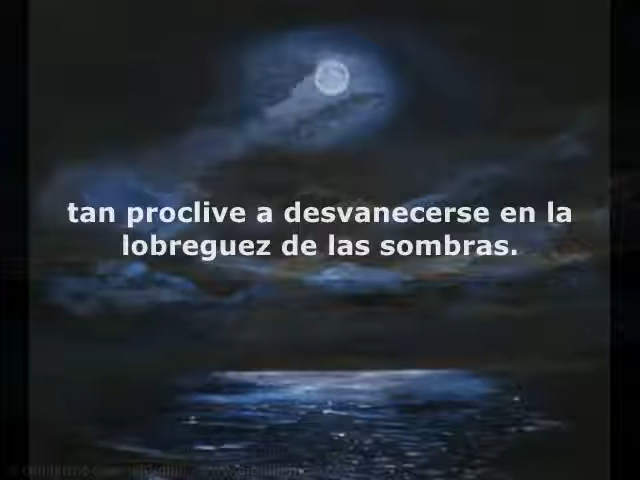 tan proclive a desvanecerse en la
lobreguez de las sombras.